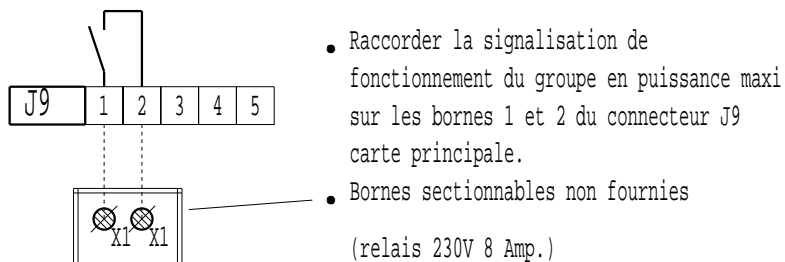 Raccorder la signalisation de
fonctionnement du groupe en puissance maxi
J9 1 2 3 4 5
sur les bornes 1 et 2 du connecteur J9
carte principale.
Bornes sectionnables non fournies
X1 X1
(relais 230V 8 Amp.)